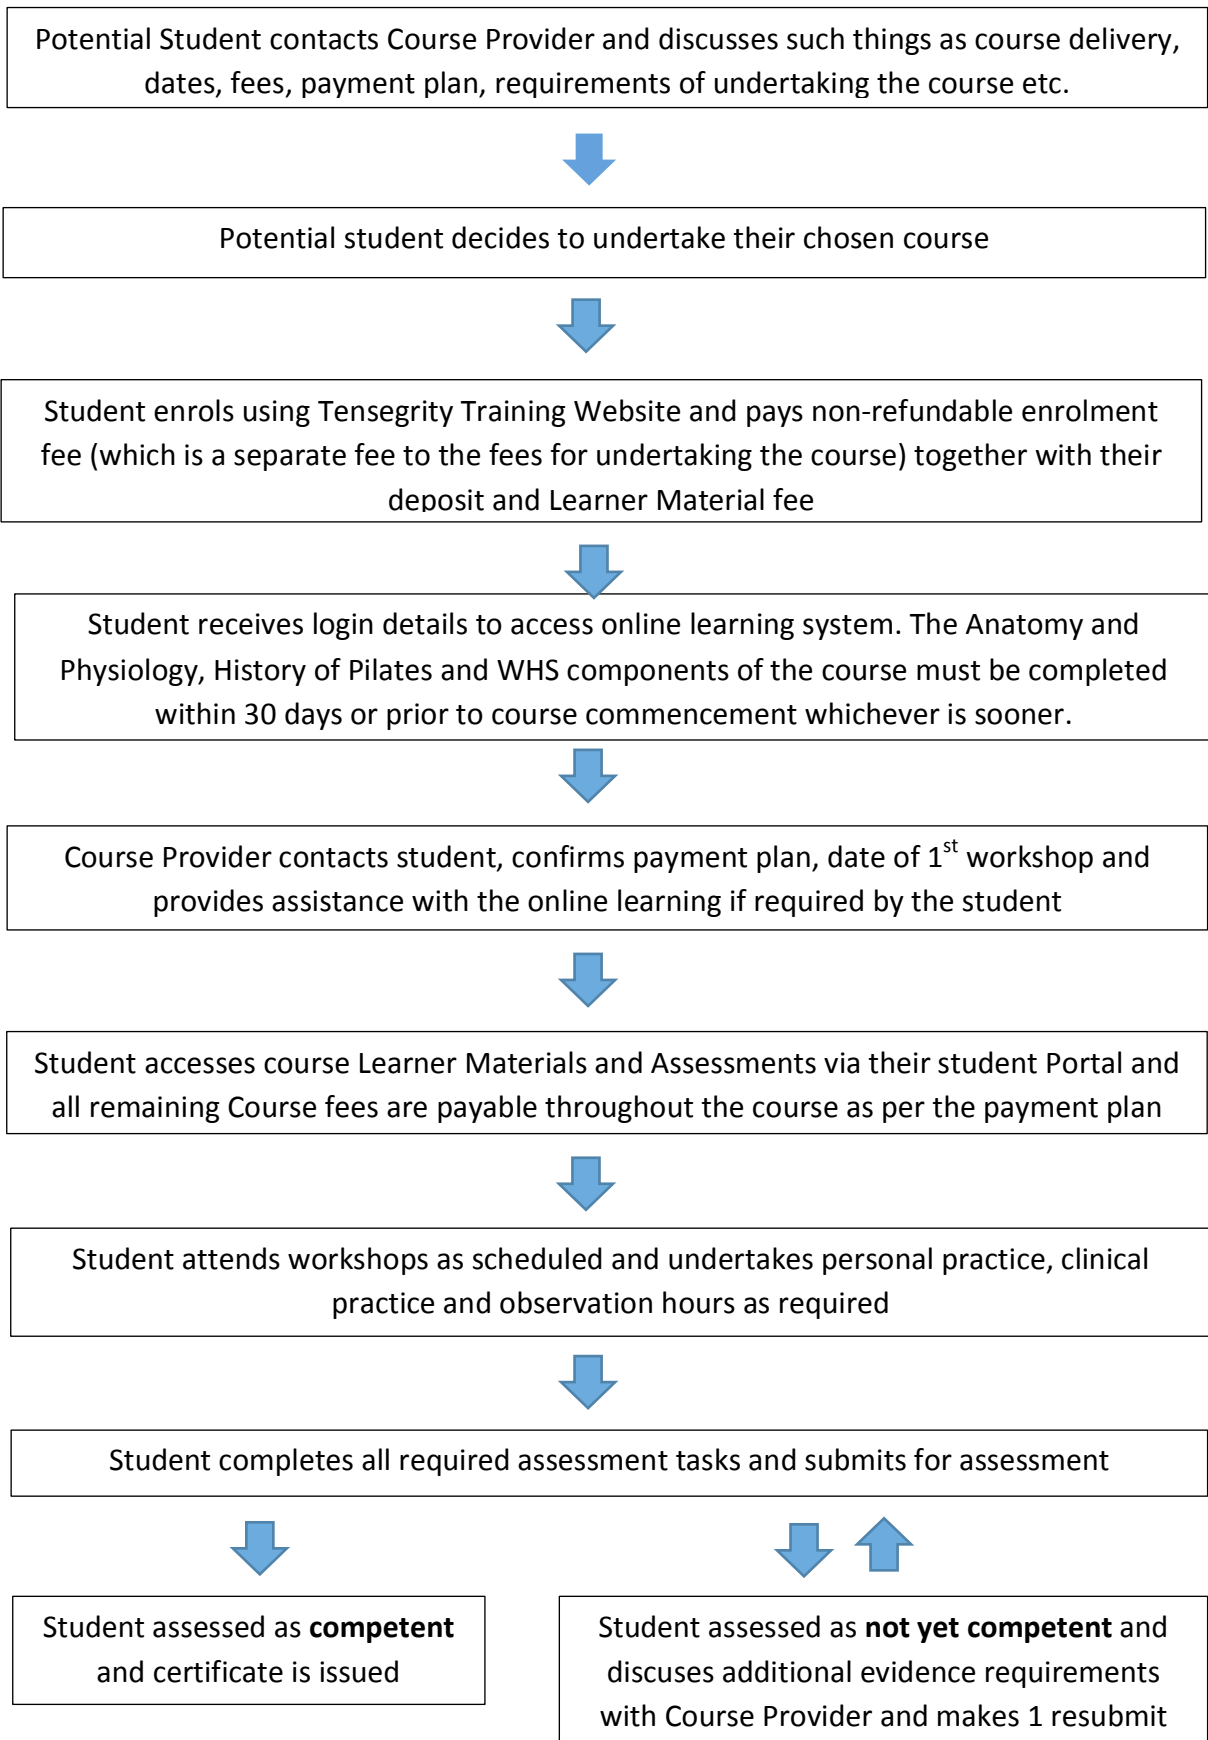 Potential Student contacts Course Provider and discusses such things as course delivery,
dates, fees, payment plan, requirements of undertaking the course etc.
Potential student decides to undertake their chosen course
Student enrols using Tensegrity Training Website and pays non-refundable enrolment
fee (which is a separate fee to the fees for undertaking the course) together with their
deposit and Learner Material fee
Student receives login details to access online learning system. The Anatomy and
Physiology, History of Pilates and WHS components of the course must be completed
within 30 days or prior to course commencement whichever is sooner.
Course Provider contacts student, confirms payment plan, date of 1st workshop and
provides assistance with the online learning if required by the student
Student accesses course Learner Materials and Assessments via their student Portal and
all remaining Course fees are payable throughout the course as per the payment plan
Student attends workshops as scheduled and undertakes personal practice, clinical
practice and observation hours as required
Student completes all required assessment tasks and submits for assessment
Student assessed as competent
and certificate is issued
Student assessed as not yet competent and
discuses additional evidence requirements
with Course Provider and makes 1 resubmit